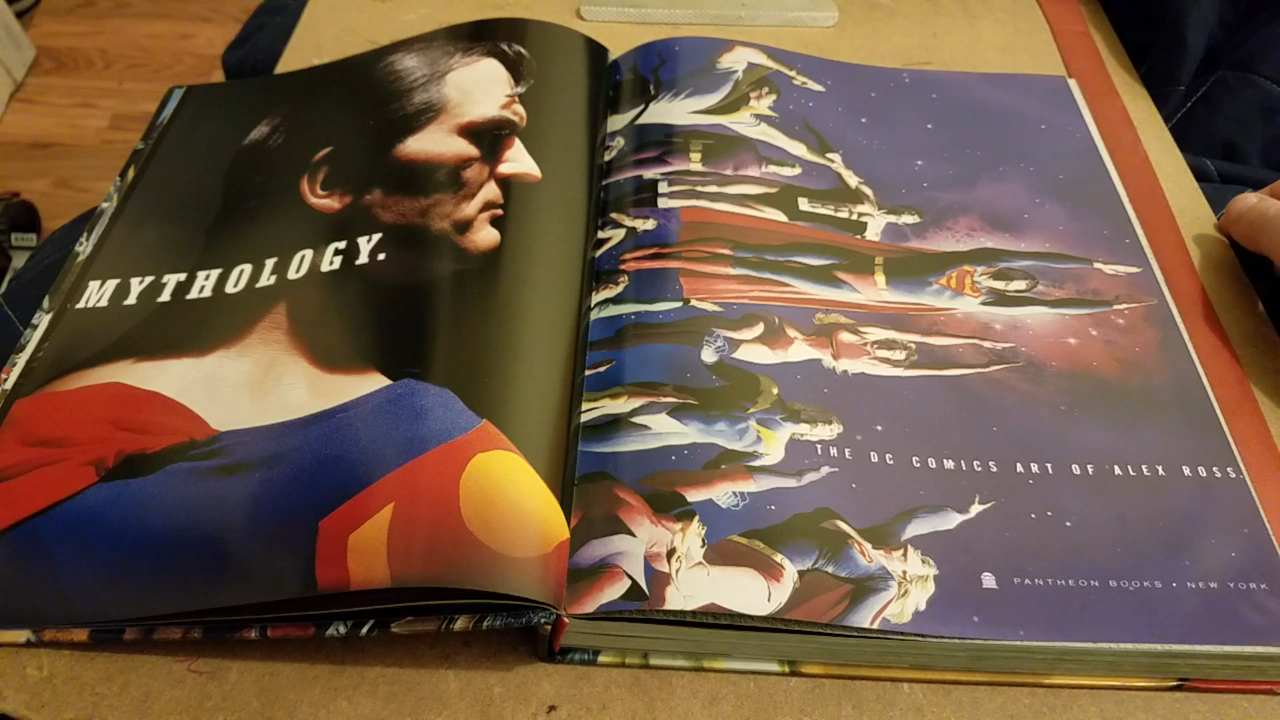 MYTHOLOGY.
THE DC COMICS ART OF ALEX ROSS.
PANTHEON BOOKS • NEW YORK